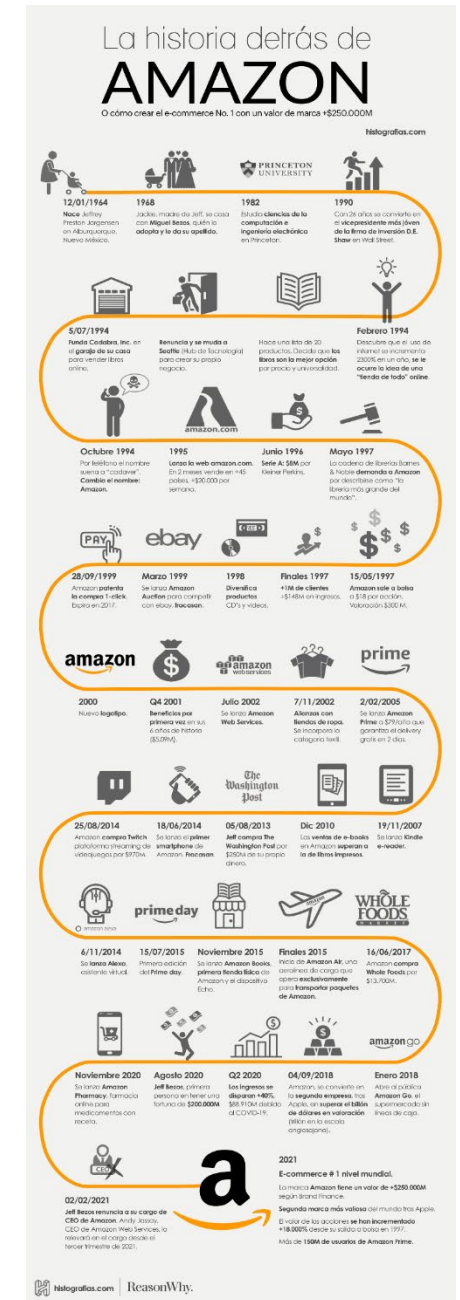 La historia detrás de
AMAZON
O cómo crear el e-commerce No. 1 con un valor de marca +$250.000M
histografias.com
PRINCETON
UNIVERSITY
12/01/1964
Nace Jeffrey
Preston Jorgensen
en Alburquerque,
Nuevo México.
1968
Jackie, madre de Jeff, se casa
con Miguel Bezos, quién lo
adopta y le da su apellido.
1982
Estudia ciencias de la
computación e
ingeniería electrónica
en Princeton.
1990
Con 26 años se convierte en
el vicepresidente más joven
de la firma de inversión D.E.
Shaw en Wall Street.
5/07/1994
Funda Cadabra, Inc. en
el garaje de su casa
para vender libros
online.
Renuncia y se muda a
Seattle (Hub de Tecnología)
para crear su propio
negocio.
Hace una lista de 20
productos. Decide que los
libros son la mejor opción
por precio y universalidad.
Febrero 1994
Descubre que el uso de
internet se incrementa
2300% en un año, se le
ocurre la idea de una
"tienda de todo" online.
amazon.com
Octubre 1994
Por teléfono el nombre
suena a "cadaver".
Cambia el nombre:
Amazon.
1995
Lanza la web amazon.com.
En 2 meses vende en +45
países, +$20,000 por
semana.
Junio 1996
Serie A: $8M por
Kleiner Perkins.
Mayo 1997
La cadena de librerías Barnes
& Noble demanda a Amazon
por describirse como "la
librería más grande del
mundo".
PAY
ebay
28/09/1999
Amazon patenta
la compra 1-click.
Expira en 2017.
Marzo 1999
Se lanza Amazon
Auction para competir
con ebay, fracasan.
1998
Diversifica
productos
CD's y videos.
Finales 1997
+1M de clientes
+$148M en ingresos.
15/05/1997
Amazon sale a bolsa
a $18 por acción.
Valoración $300 M.
amazon
amazon
webservices
prime
2000
Nuevo logotipo.
Q4 2001
Beneficios por
primera vez en sus
6 años de historia
($5.09M).
Julio 2002
Se lanza Amazon
Web Services.
7/11/2002
Alianzas con
tiendas de ropa.
Se incorpora la
categoría textil.
2/02/2005
Se lanza Amazon
Prime a $79/año que
garantiza el delivery
gratis en 2 días.
The
Washington
Post
25/08/2014
Amazon compra Twitch
plataforma streaming de
videojuegos por $970M.
18/06/2014
Se lanza el primer
smartphone de
Amazon. Fracasan.
05/08/2013
Jeff compra The
Washington Post por
$250M de su propio
dinero.
Dic 2010
Las ventas de e-books
en Amazon superan a
la de libros impresos.
19/11/2007
Se lanza Kindle
e-reader.
amazon alexa
prime day
WHOLE
FOODS
MARKET
6/11/2014
Se lanza Alexa,
asistente virtual.
15/07/2015
Primera edición
del Prime day.
Noviembre 2015
Se lanza Amazon Books,
primera tienda física de
Amazon y el dispositivo
Echo.
Finales 2015
Inicio de Amazon Air, una
aerolínea de carga que
opera exclusivamente
para transportar paquetes
de Amazon.
16/06/2017
Amazon compra
Whole Foods por
$13.700M.
amazon go
Noviembre 2020
Se lanza Amazon
Pharmacy, farmacia
online para
medicamentos con
receta.
Agosto 2020
Jeff Bezos, primera
persona en tener una
fortuna de $200.000M
Q2 2020
Los ingresos se
disparan +40%,
$88.910M debido
al COVID-19.
04/09/2018
Amazon, se convierte en
la segunda empresa, tras
Apple, en superar el billón
de dólares en valoración
(trillón en la escala
anglosajona).
Enero 2018
Abre al público
Amazon Go, el
supermercado sin
líneas de caja.
CEO
a
02/02/2021
Jeff Bezos renuncia a su cargo de
CEO de Amazon. Andy Jassy,
CEO de Amazon Web Services, lo
relevará en el cargo desde el
tercer trimestre de 2021.
2021
E-commerce # 1 nivel mundial.
La marca Amazon tiene un valor de +$250.000M
según Brand Finance.
Segunda marca más valiosa del mundo tras Apple.
El valor de las acciones se han incrementado
+18.000% desde su salida a bolsa en 1997.
Más de 150M de usuarios de Amazon Prime.
histografias.com
ReasonWhy.